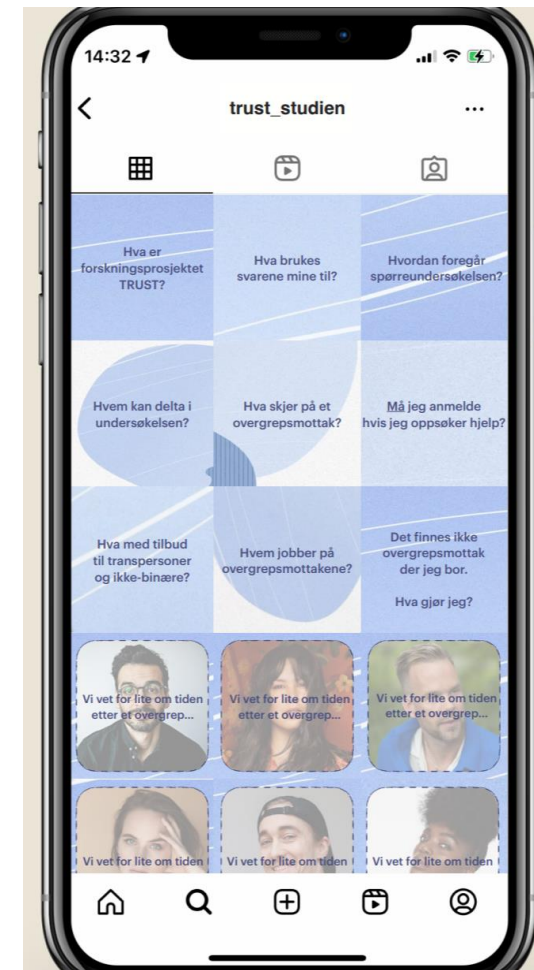 14:32
trust_studien
Hva er
forskningsprosjektet
TRUST?
Hva brukes
svarene mine til?
Hvordan foregår
spørreundersøkelsen?
Hvem kan delta i
undersøkelsen?
Hva skjer på et
overgrepsmottak?
Må jeg anmelde
hvis jeg oppsøker hjelp?
Hva med tilbud
til transpersoner
og ikke-binære?
Hvem jobber på
overgrepsmottakene?
Det finnes ikke
overgrepsmottak
der jeg bor.
Hva gjør jeg?
Vi vet for lite om tiden
etter et overgrep...
Vi vet for lite om tiden
etter et overgrep...
Vi vet for lite om tiden
etter et overgrep...
Vi vet for lite om tiden
Vi vet for lite om tiden
Vi vet for lite om tiden